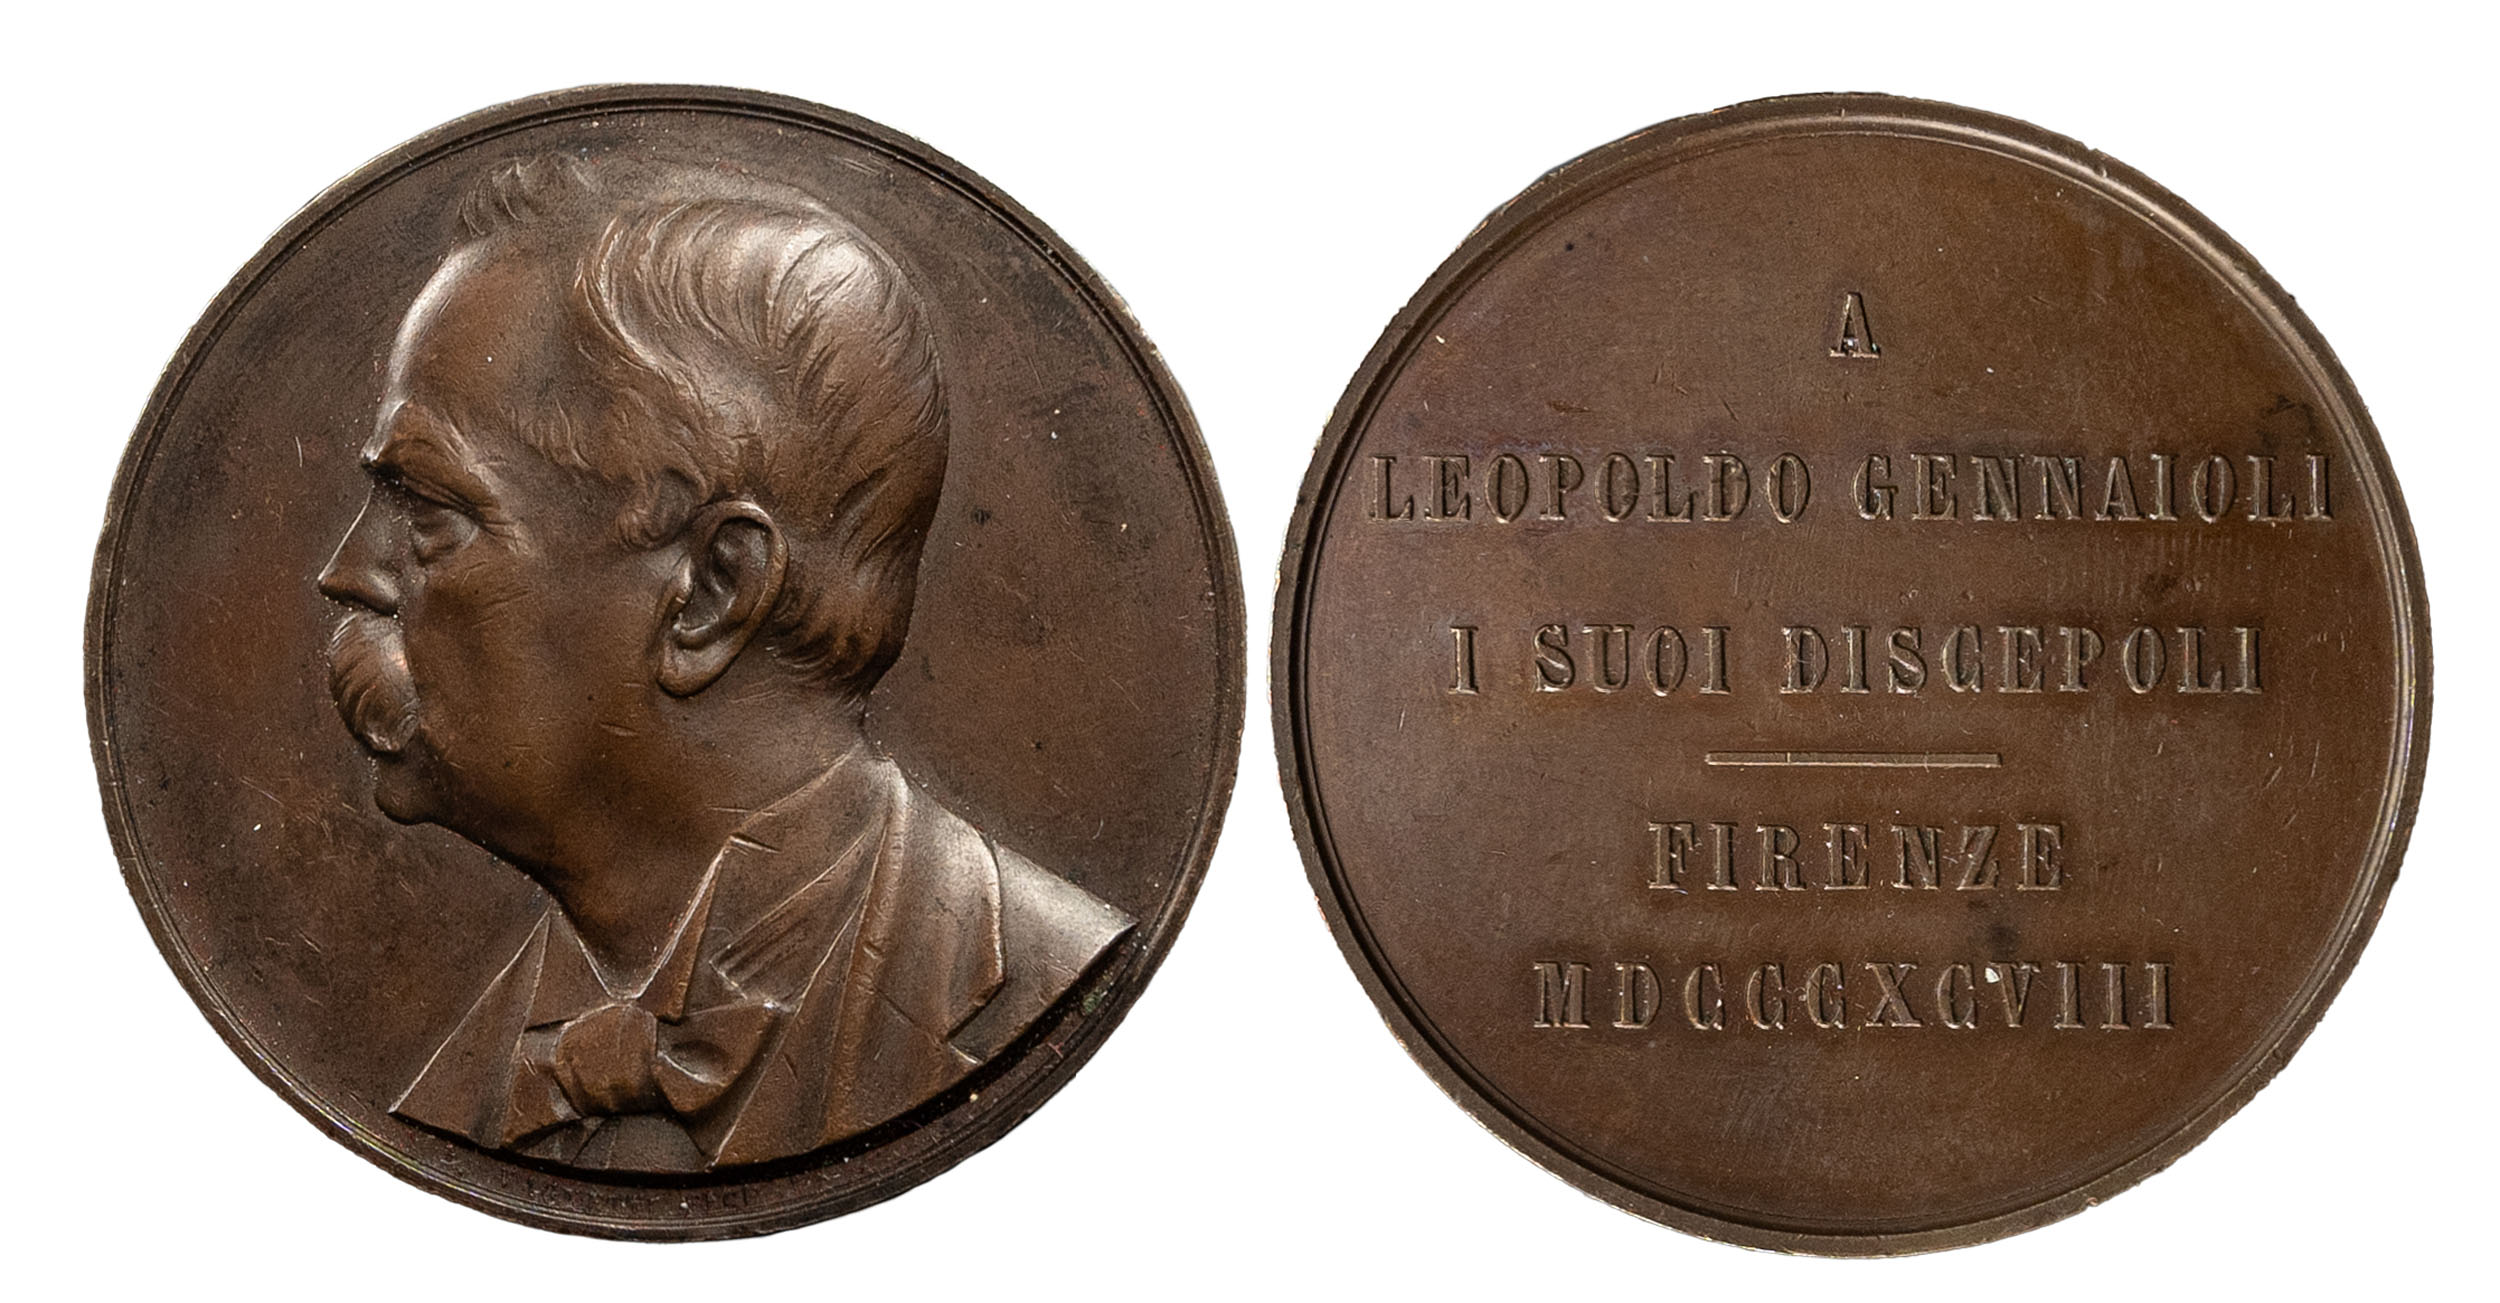 A
LEOPOLDO GENNAIOLI
I SUOI DISCEPOLI
FIRENZE
MDCCCXCVIII